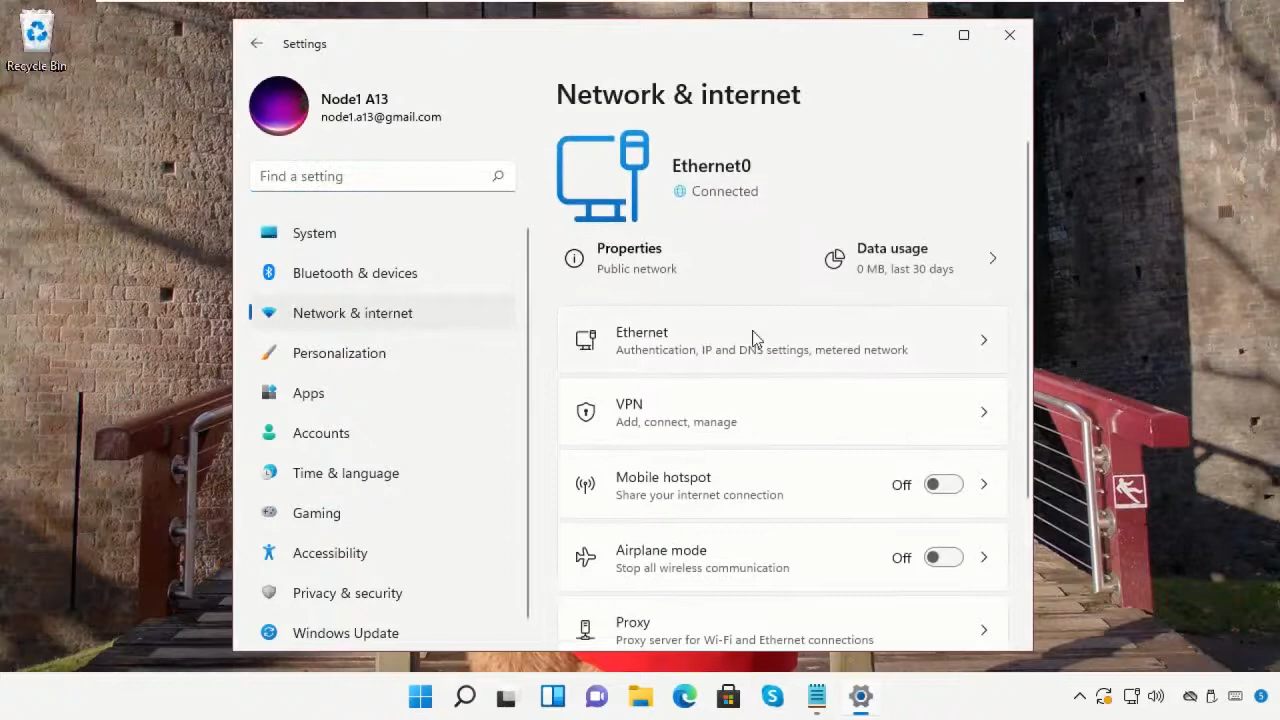 Recycle Bin
Settings
Node1 A13
node1.a13@gmail.com
Find a setting
System
Bluetooth & devices
Network & internet
Personalization
Apps
Accounts
Time & language
Gaming
Accessibility
Privacy & security
Windows Update
Network & internet
Ethernet0
Connected
Properties
Public network
Data usage
0 MB, last 30 days
Ethernet
Authentication, IP and DNS settings, metered network
VPN
Add, connect, manage
Mobile hotspot
Share your internet connection
Off
Airplane mode
Stop all wireless communication
Off
Proxy
Proxy server for Wi-Fi and Ethernet connections
5